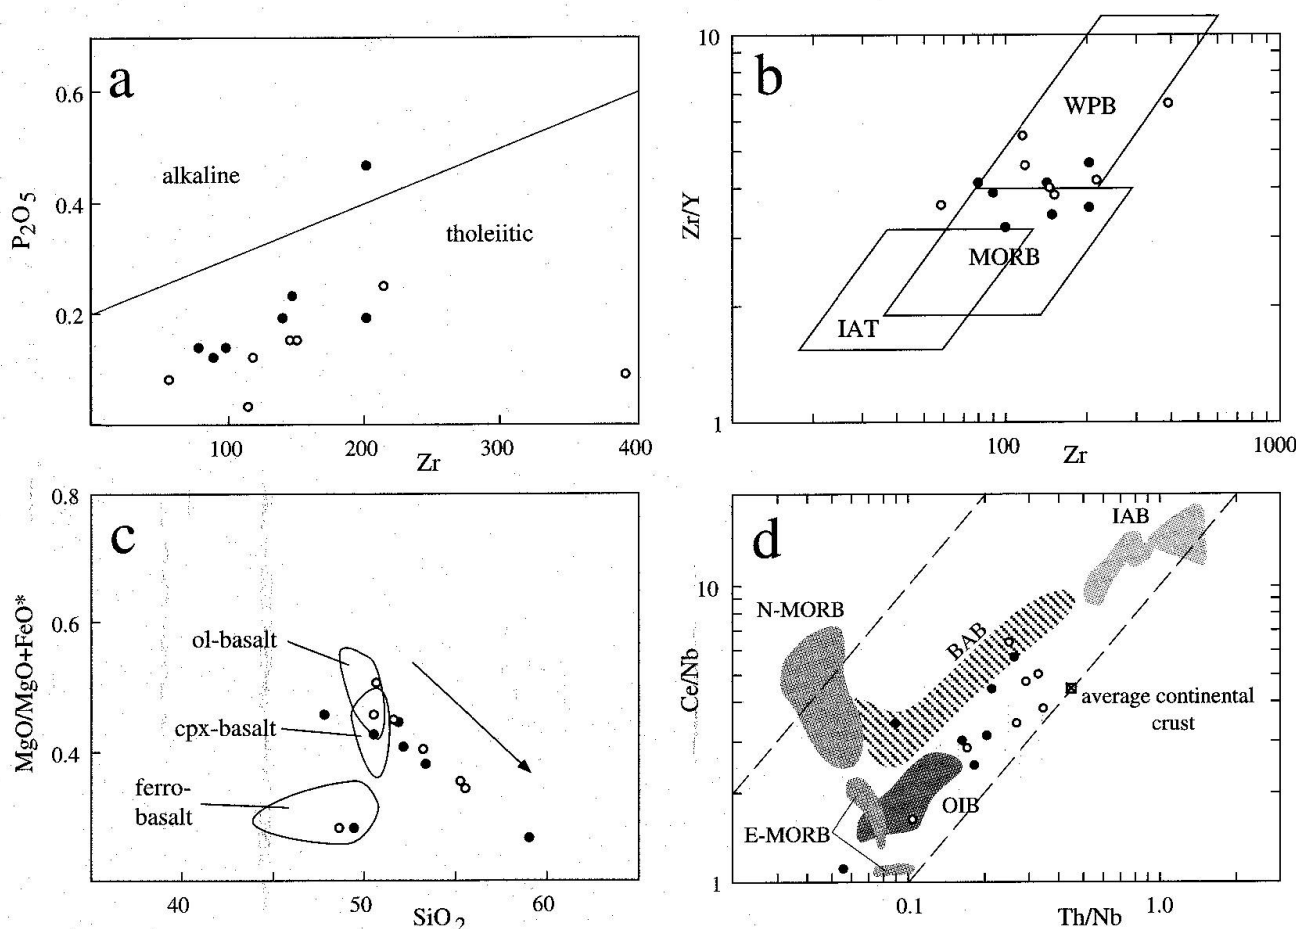 a
0.6
0.4
0.2
P2O5
alkaline
tholeiitic
100
200
300
400
Zr
b
10
1
Zr/Y
WPB
MORB
IAT
100
1000
Zr
c
0.8
0.6
0.4
MgO/MgO+FeO*
ol-basalt
cpx-basalt
ferro-
basalt
40
50
60
SiO2
d
10
1
Ce/Nb
IAB
N-MORB
BAB
average continental
crust
OIB
E-MORB
0.1
1.0
Th/Nb